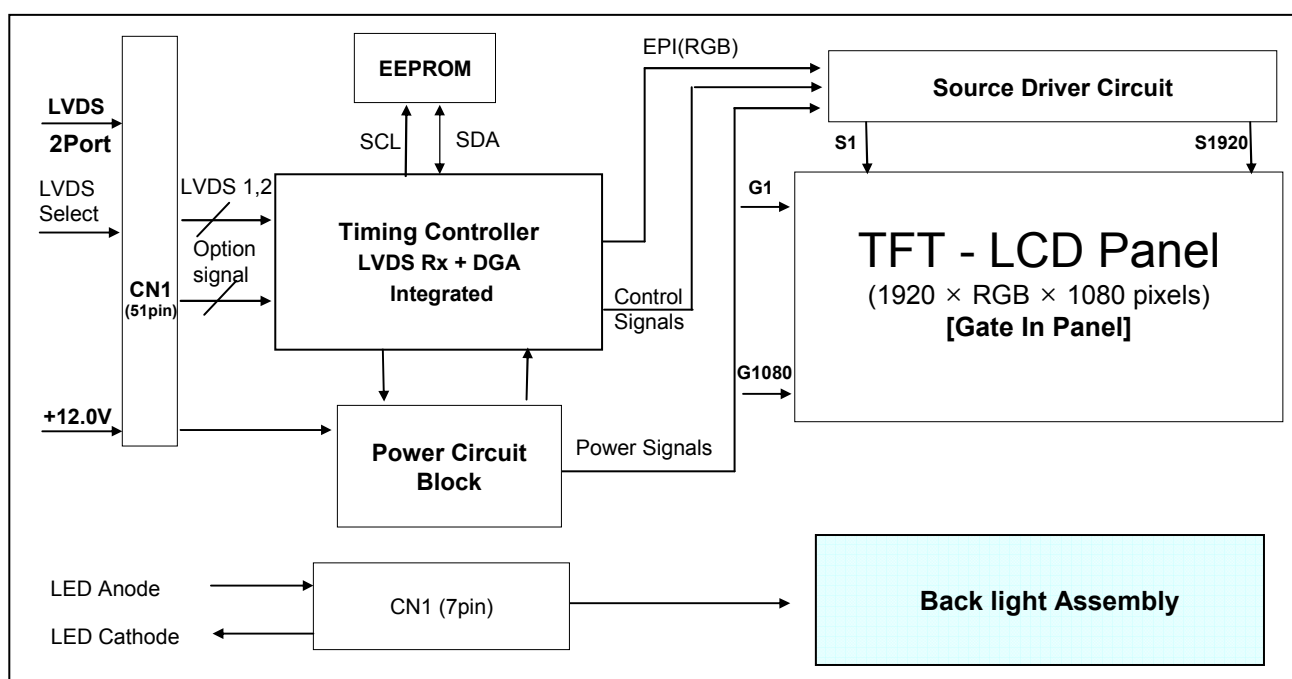 EEPROM
EPI(RGB)
Source Driver Circuit
LVDS
2Port
SCL
SDA
S1
S1920
LVDS
Select
LVDS 1,2
G1
Option
signal
Timing Controller
LVDS Rx + DGA
Integrated
TFT - LCD Panel
(1920 × RGB × 1080 pixels)
[Gate In Panel]
CN1
(51pin)
Control
Signals
G1080
+12.0V
Power Circuit
Block
Power Signals
LED Anode
CN1 (7pin)
Back light Assembly
LED Cathode